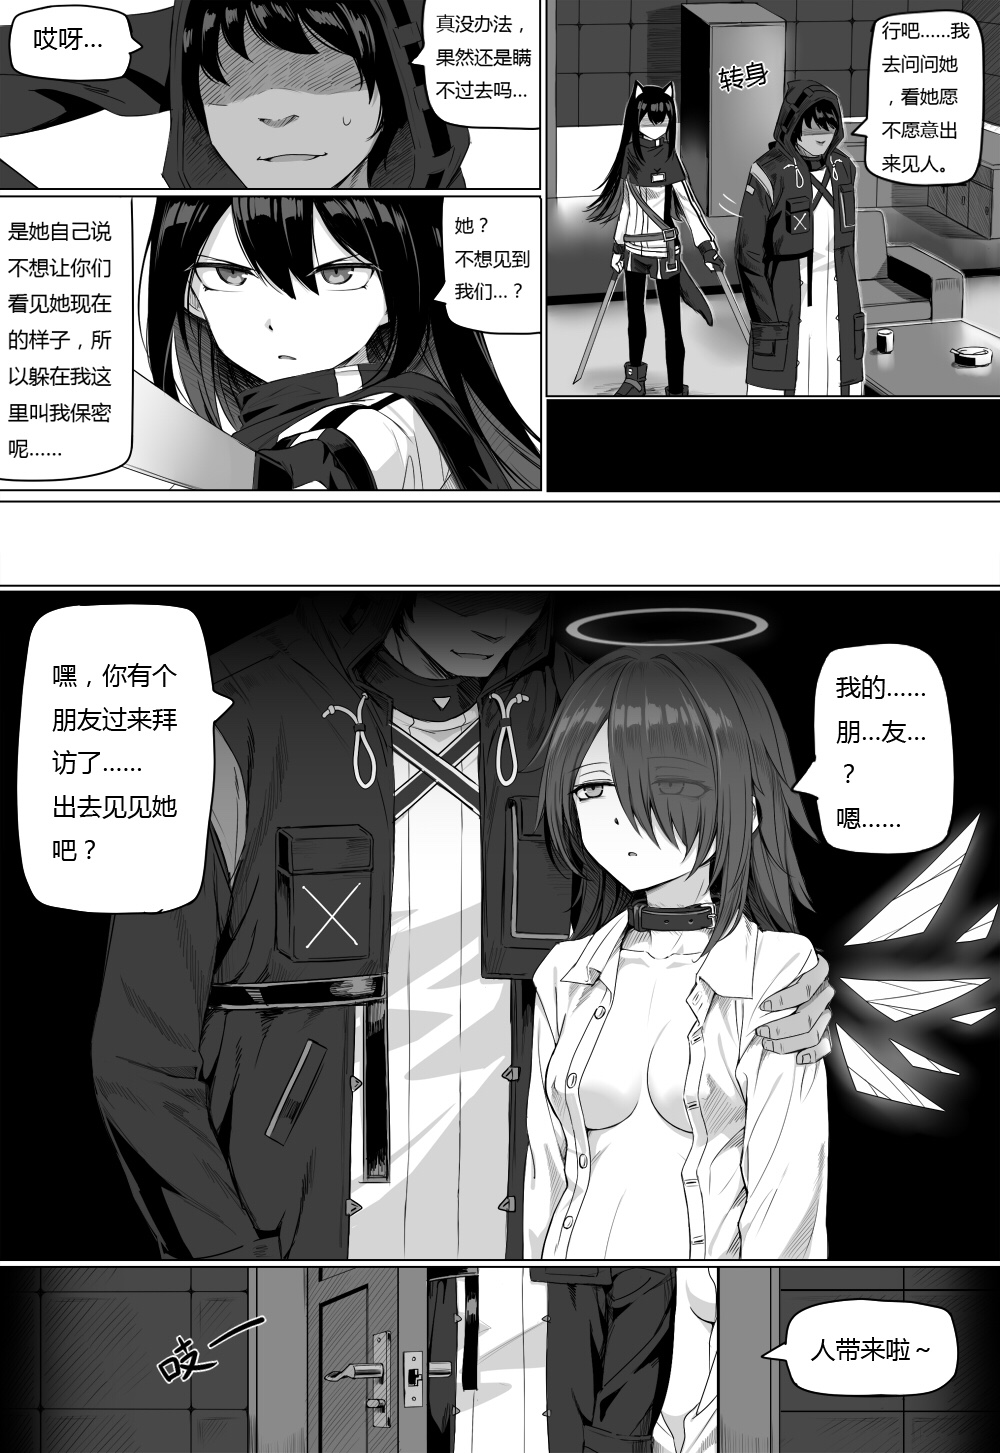 哎呀…
真没办法，
果然还是瞒
不过去吗…
她？
不想见到
我们…？
是她自己说
不想让你们
看见她现在
的样子，所
以躲在我这
里叫我保密
呢……
转身
行吧……我
去问问她
，看她愿
不愿意出
来见人。
嘿，你有个
朋友过来拜
访了……
出去见见她
吧？
我的……
朋…友…
？
嗯……
吱一
人带来啦～